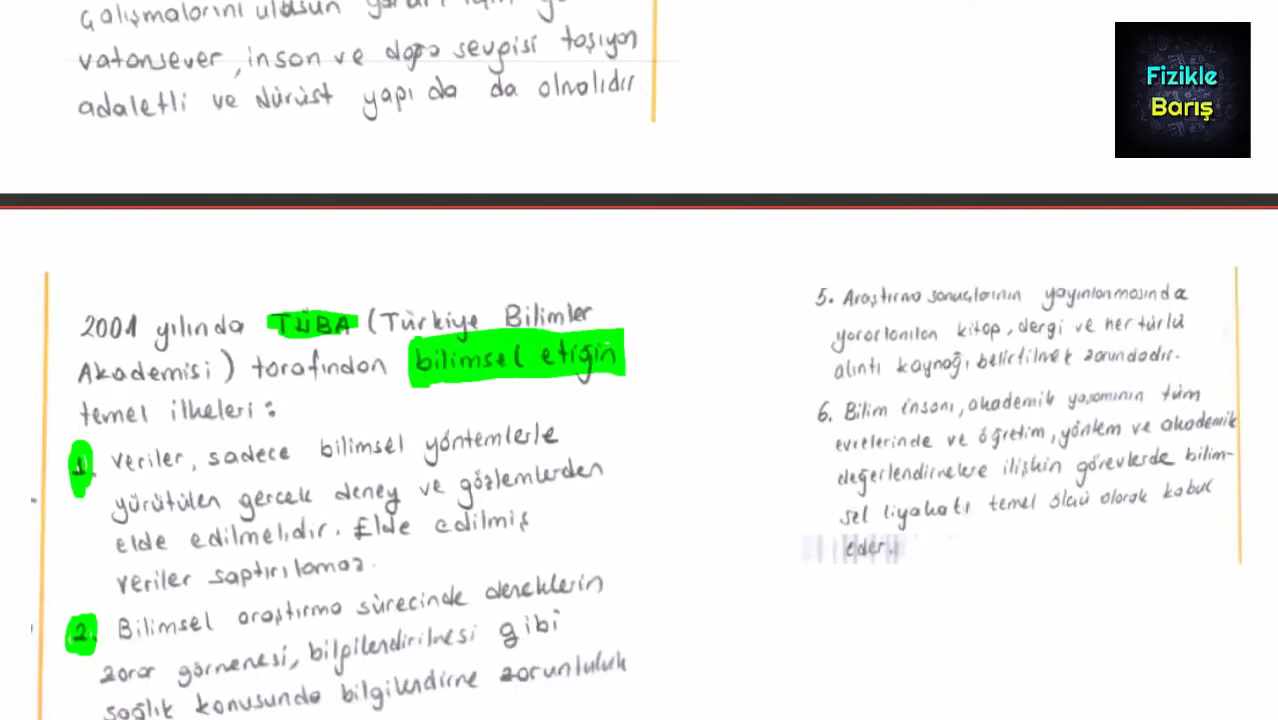 çalışmalarını ulusun yararı için
vatansever, insan ve doğa sevgisi taşıyan
adaletli ve dürüst yapı da da olmalıdır
Fizikle
Barış
2001 yılında TÜBA (Türkiye Bilimler
Akademisi) tarafından bilimsel etiğin
temel ilkeleri:
1. Veriler, sadece bilimsel yöntemlerle
yürütülen gerçek deney ve gözlemlerden
elde edilmelidir. Elde edilmiş
veriler saptırılamaz.
2. Bilimsel araştırma sürecinde deneklerin
zarar görmemesi, bilgilendirilmesi gibi
sağlık konusunda bilgilendirme zorunluluk
5. Araştırma sonuçlarının yayınlanmasında
yararlanılan kitap, dergi ve her türlü
alıntı kaynağı belirtilmek zorundadır.
6. Bilim insanı, akademik yaşamının tüm
evrelerinde ve öğretim, yöntem ve akademik
değerlendirmelere ilişkin görevlerde bilim-
sel liyakatı temel ölçü olarak kabul
eder.